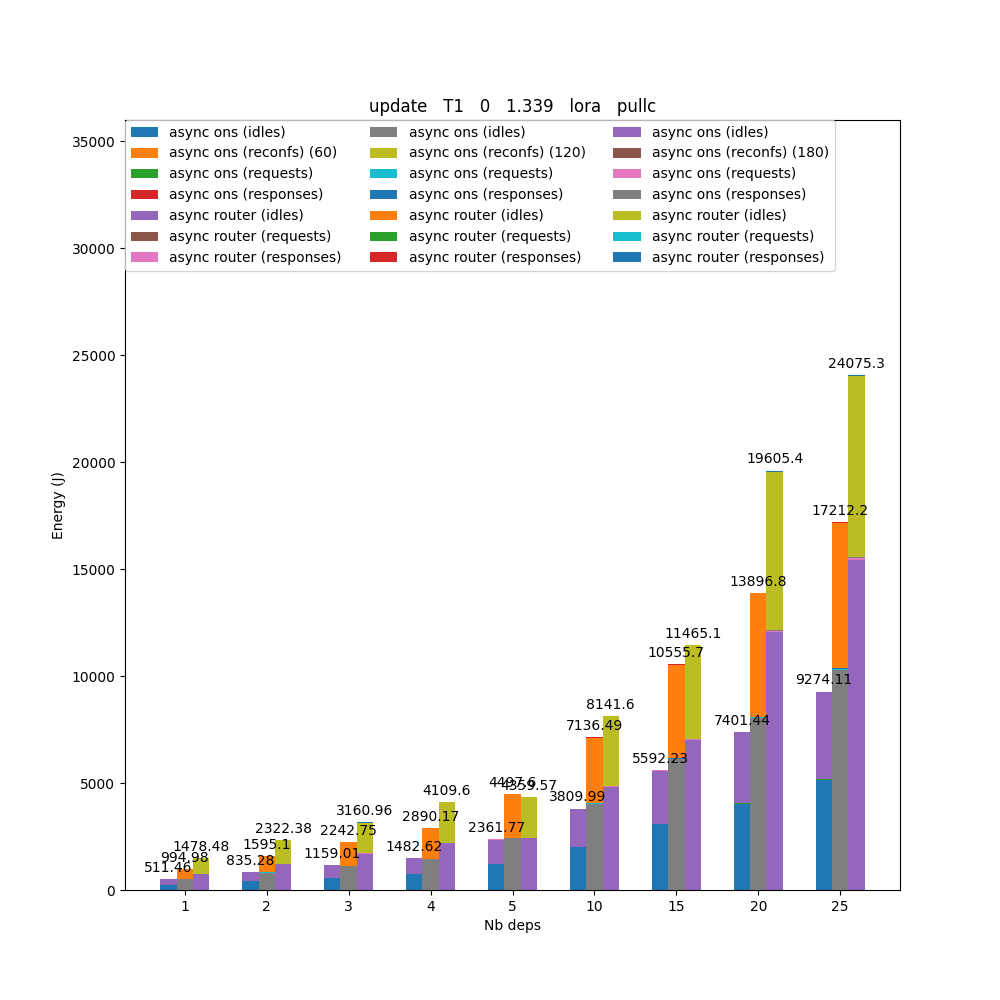 update   T1   0   1.339   lora   pullc
async ons (idles)
async ons (reconfs) (60)
async ons (requests)
async ons (responses)
async router (idles)
async router (requests)
async router (responses)
async ons (idles)
async ons (reconfs) (120)
async ons (requests)
async ons (responses)
async router (idles)
async router (requests)
async router (responses)
async ons (idles)
async ons (reconfs) (180)
async ons (requests)
async ons (responses)
async router (idles)
async router (requests)
async router (responses)
Energy (J)
35000
30000
25000
20000
15000
10000
5000
0
511.46
994.98
1478.48
835.28
1595.1
2322.38
1159.01
2242.75
3160.96
1482.62
2890.17
4109.6
2361.77
4497.6
4359.57
3809.99
7136.49
8141.6
5592.23
10555.7
11465.1
7401.44
13896.8
19605.4
9274.11
17212.2
24075.3
1 2 3 4 5 10 15 20 25
Nb deps